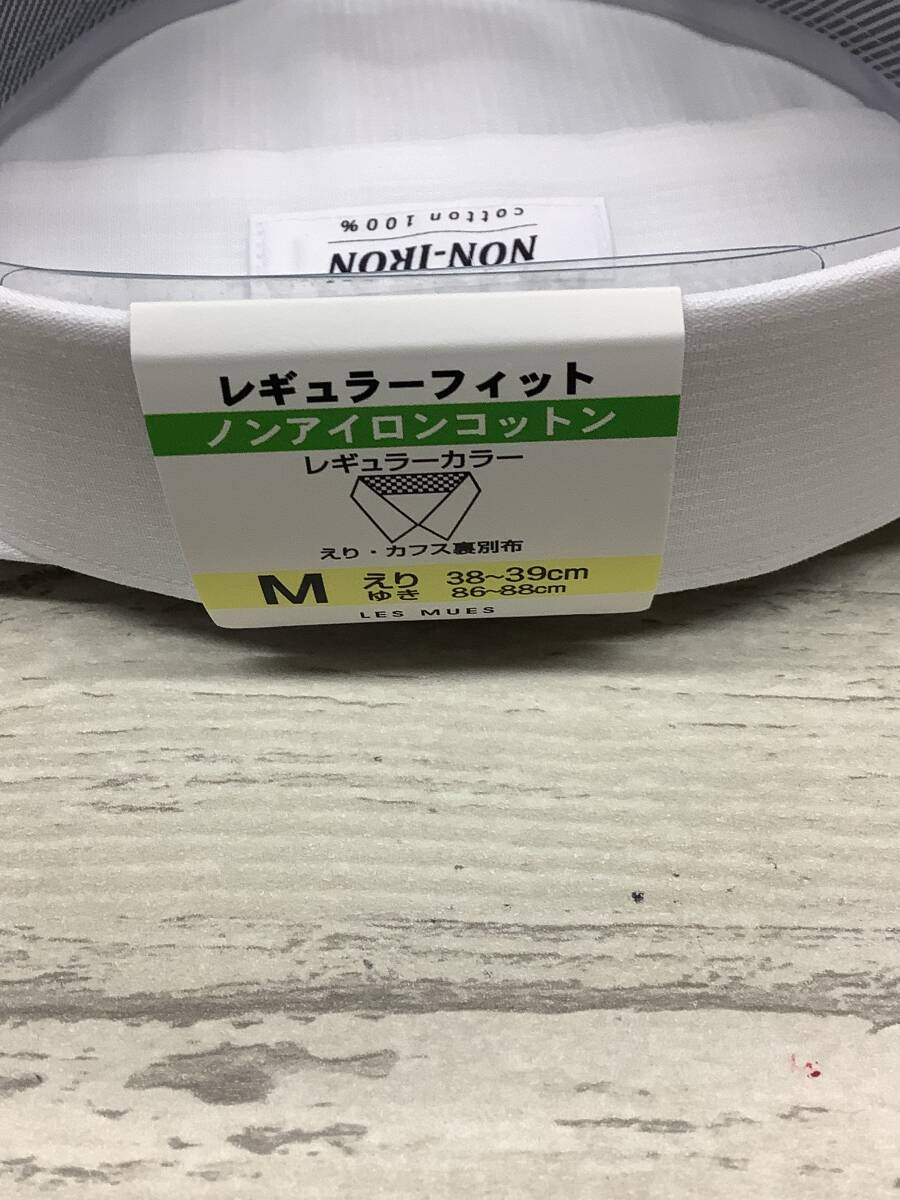 NON-IRON
cotton 100%
レギュラーフィット
ノンアイロンコットン
レギュラーカラー
えり・カフス裏別布
M えり 38~39cm
ゆき 86~88cm
LES MUES